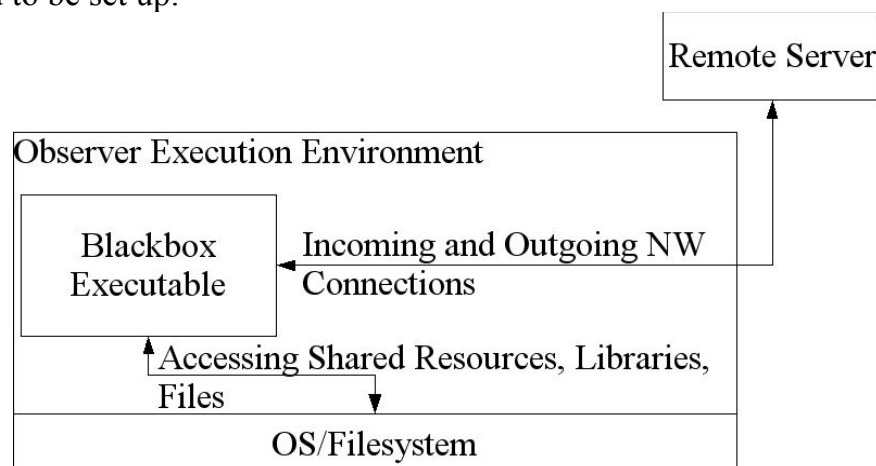 to be set up.
Remote Server
Observer Execution Environment
Blackbox
Executable
Incoming and Outgoing NW
Connections
Accessing Shared Resources, Libraries,
Files
OS/Filesystem